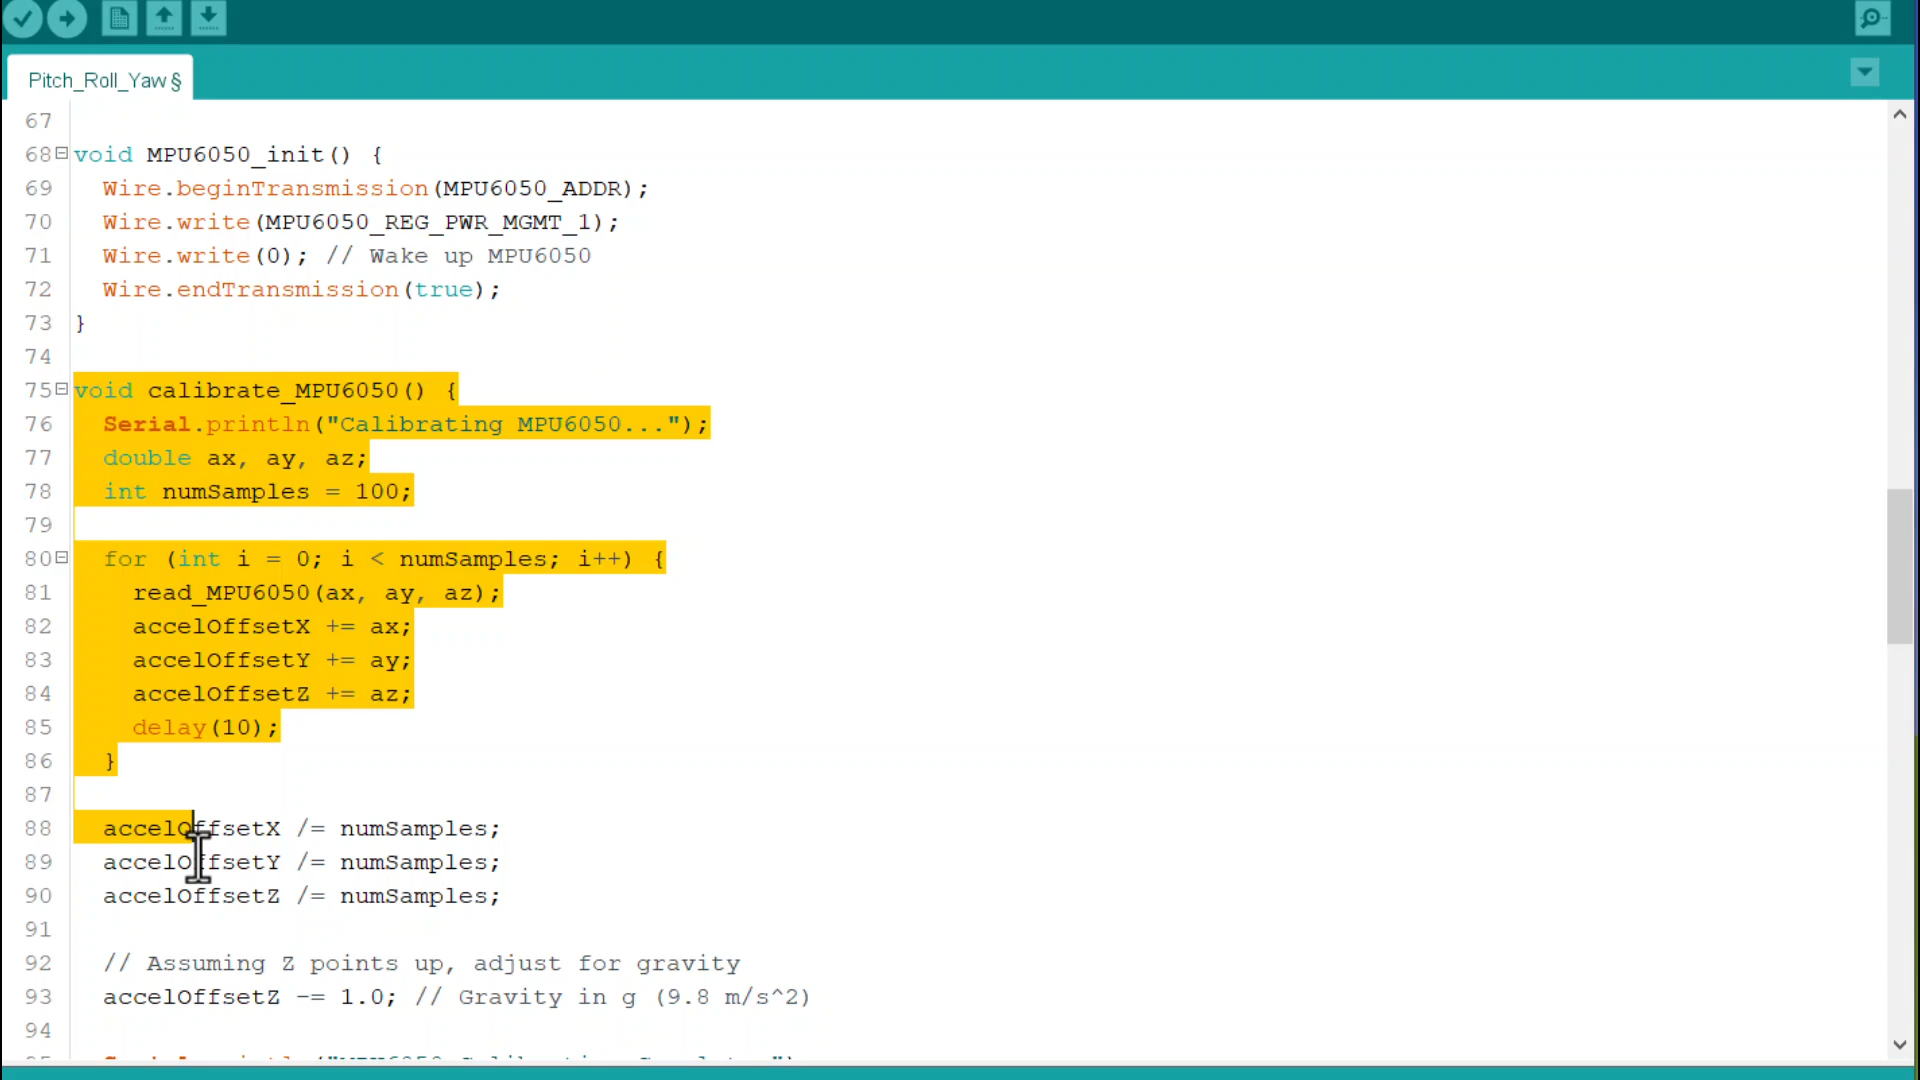 Pitch_Roll_Yaw §
67
68 void MPU6050_init() {
69 Wire.beginTransmission(MPU6050_ADDR);
70 Wire.write(MPU6050_REG_PWR_MGMT_1);
71 Wire.write(0); // Wake up MPU6050
72 Wire.endTransmission(true);
73 }
74
75 void calibrate_MPU6050() {
76 Serial.println("Calibrating MPU6050...");
77 double ax, ay, az;
78 int numSamples = 100;
79
80 for (int i = 0; i < numSamples; i++) {
81 read_MPU6050(ax, ay, az);
82 accelOffsetX += ax;
83 accelOffsetY += ay;
84 accelOffsetZ += az;
85 delay(10);
86 }
87
88 accelOffsetX /= numSamples;
89 accelOffsetY /= numSamples;
90 accelOffsetZ /= numSamples;
91
92 // Assuming Z points up, adjust for gravity
93 accelOffsetZ -= 1.0; // Gravity in g (9.8 m/s^2)
94